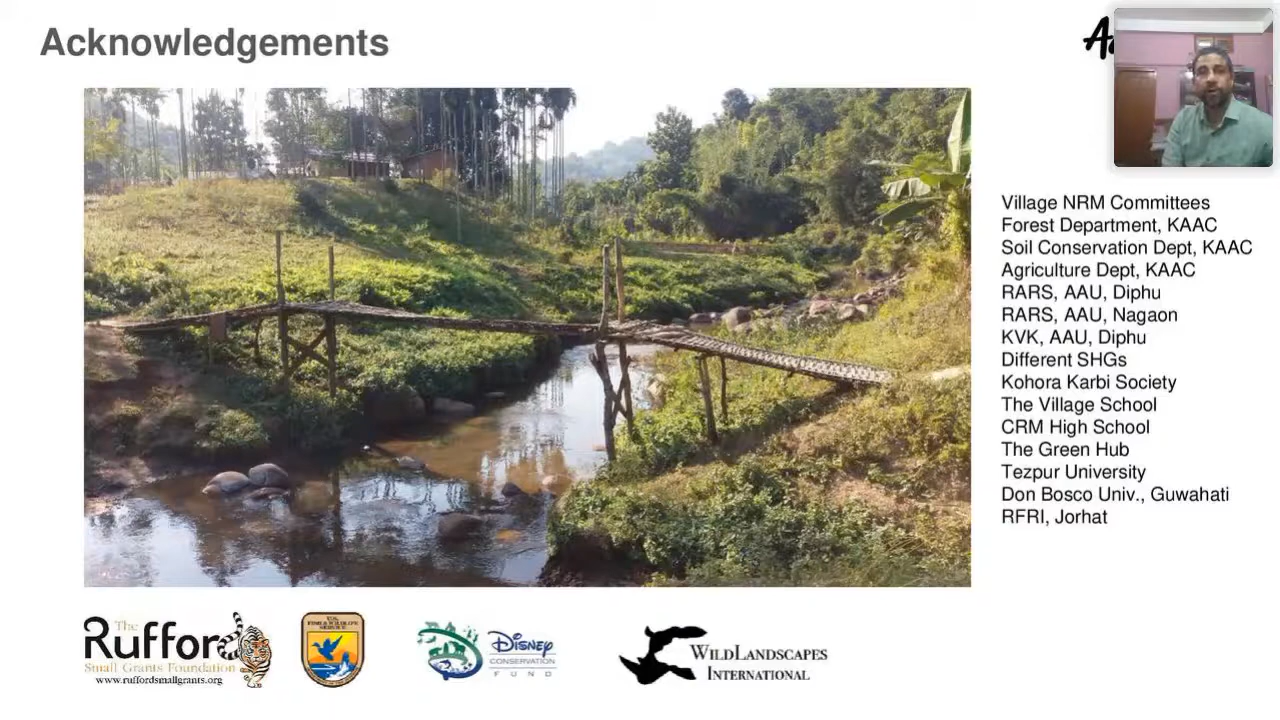 Acknowledgements
Village NRM Committees
Forest Department, KAAC
Soil Conservation Dept, KAAC
Agriculture Dept, KAAC
RARS, AAU, Diphu
RARS, AAU, Nagaon
KVK, AAU, Diphu
Different SHGs
Kohora Karbi Society
The Village School
CRM High School
The Green Hub
Tezpur University
Don Bosco Univ., Guwahati
RFRI, Jorhat
The
Rufford
Small Grants Foundation
www.ruffordsmallgrants.org
U.S.
FISH & WILDLIFE
SERVICE
Disney
CONSERVATION
FUND
WILDLANDSCAPES
INTERNATIONAL